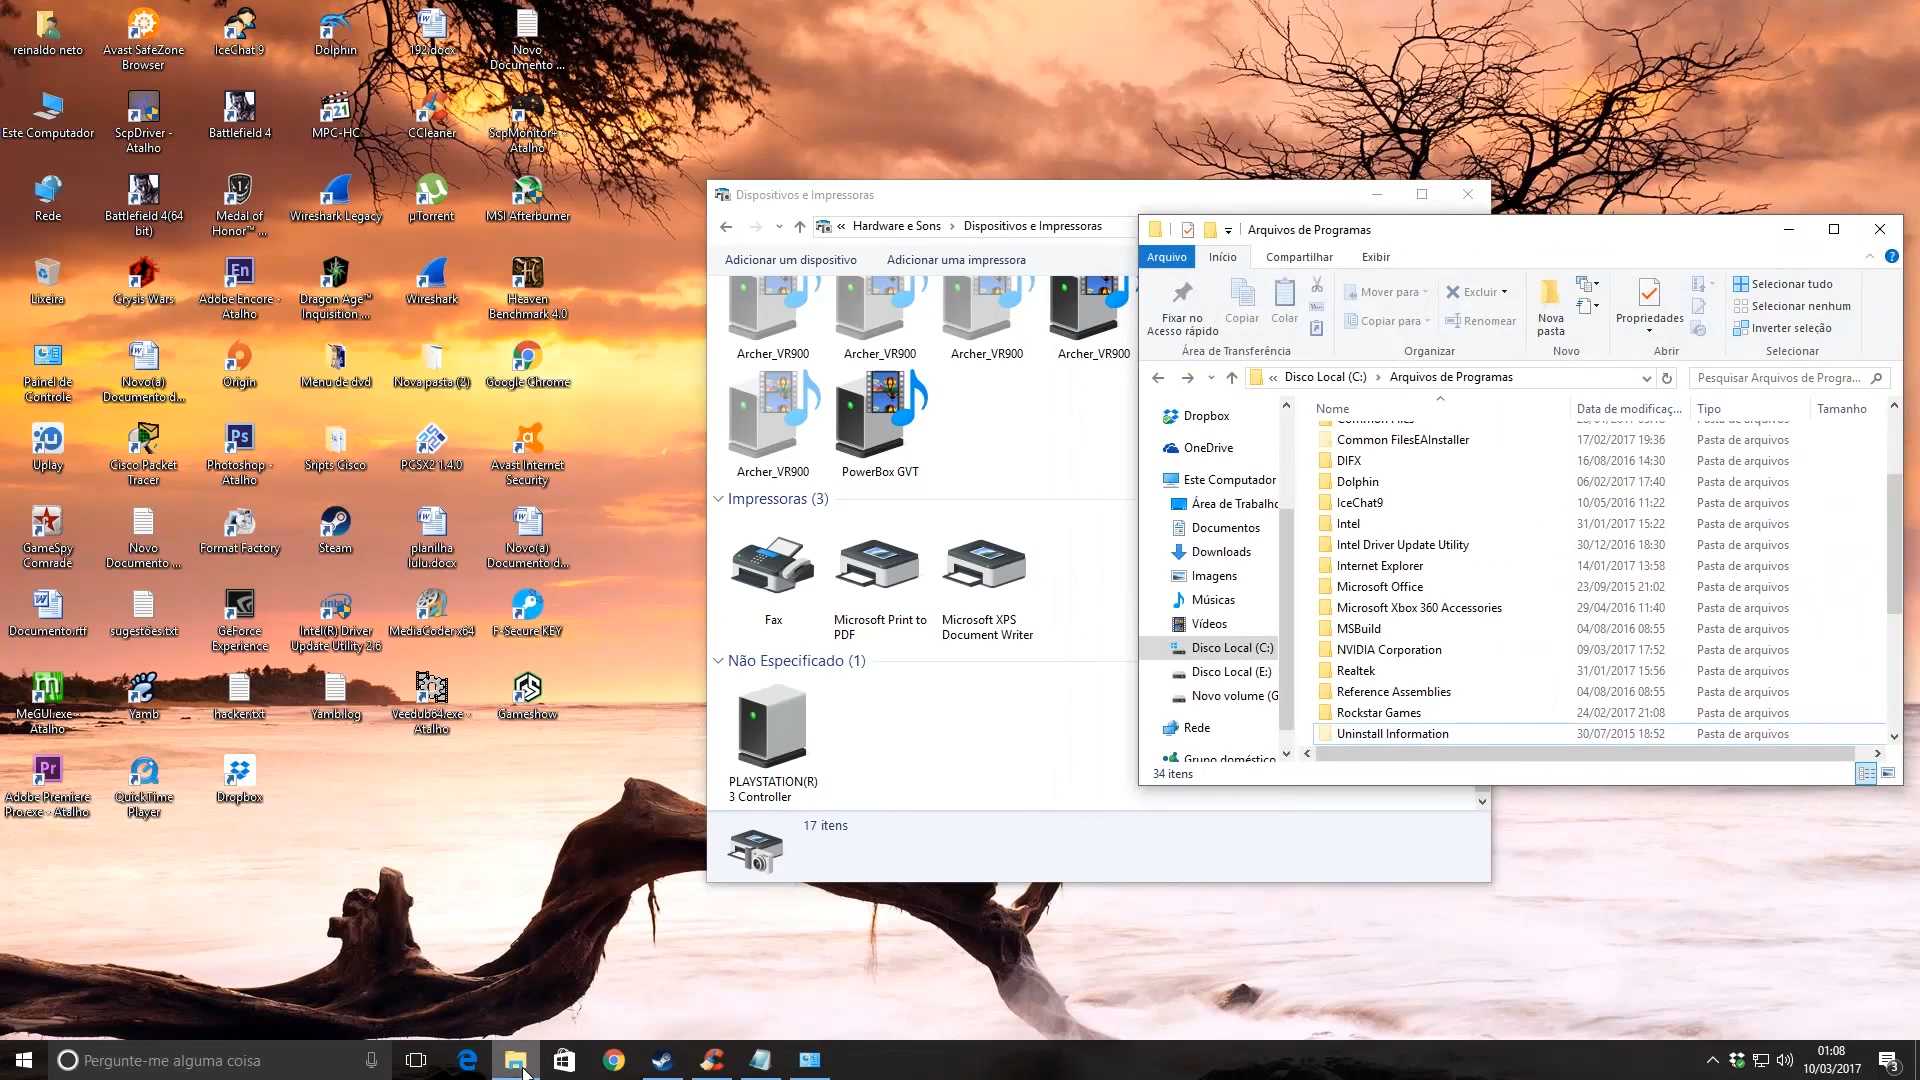 reinaldo neto
Avast SafeZone
Browser
IceChat 9
Dolphin
192.docx
Novo
Documento ...
Este Computador
ScpDriver -
Atalho
Battlefield 4
MPC-HC
CCleaner
ScpMonitor+ -
Atalho
Rede
Battlefield 4(64
bit)
Medal of
Honor™ ...
Wireshark Legacy
µTorrent
MSI Afterburner
Lixeira
Crysis Wars
Adobe Encore -
Atalho
Dragon Age™
Inquisition ...
Wireshark
Heaven
Benchmark 4.0
Painel de
Controle
Novo(a)
Documento d...
Origin
Menu de dvd
Nova pasta (2)
Google Chrome
Uplay
Cisco Packet
Tracer
Photoshop -
Atalho
Sripts Cisco
PCSX2 1.4.0
Avast Internet
Security
GameSpy
Comrade
Novo
Documento ...
Format Factory
Steam
planilha
lulu.docx
Novo(a)
Documento d...
Documento.rtf
sugestões.txt
GeForce
Experience
Intel(R) Driver
Update Utility 2.6
MediaCoder x64
F-Secure KEY
MeGUI.exe -
Atalho
Yamb
hacker.txt
Yamb.log
Veedub64.exe -
Atalho
Gameshow
Adobe Premiere
Pro.exe - Atalho
QuickTime
Player
Dropbox
Dispositivos e Impressoras
« Hardware e Sons > Dispositivos e Impressoras
Adicionar um dispositivo
Adicionar uma impressora
Archer_VR900
Archer_VR900
Archer_VR900
Archer_VR900
Archer_VR900
PowerBox GVT
Impressoras (3)
Fax
Microsoft Print to
PDF
Microsoft XPS
Document Writer
Não Especificado (1)
PLAYSTATION(R)
3 Controller
17 itens
Arquivos de Programas
Arquivo
Início
Compartilhar
Exibir
Fixar no
Acesso rápido
Copiar
Colar
Área de Transferência
Mover para
Copiar para
Excluir
Renomear
Organizar
Nova
pasta
Novo
Propriedades
Abrir
Selecionar tudo
Selecionar nenhum
Inverter seleção
Selecionar
« Disco Local (C:) > Arquivos de Programas
Pesquisar Arquivos de Progra...
Dropbox
OneDrive
Este Computador
Área de Trabalho
Documentos
Downloads
Imagens
Músicas
Vídeos
Disco Local (C:)
Disco Local (E:)
Novo volume (G
Rede
Grupo doméstico
Nome
Data de modificaç...
Tipo
Tamanho
Common Files
Common FilesEAInstaller 17/02/2017 19:36 Pasta de arquivos
DIFX 16/08/2016 14:30 Pasta de arquivos
Dolphin 06/02/2017 17:40 Pasta de arquivos
IceChat9 10/05/2016 11:22 Pasta de arquivos
Intel 31/01/2017 15:22 Pasta de arquivos
Intel Driver Update Utility 30/12/2016 18:30 Pasta de arquivos
Internet Explorer 14/01/2017 13:58 Pasta de arquivos
Microsoft Office 23/09/2015 21:02 Pasta de arquivos
Microsoft Xbox 360 Accessories 29/04/2016 11:40 Pasta de arquivos
MSBuild 04/08/2016 08:55 Pasta de arquivos
NVIDIA Corporation 09/03/2017 17:52 Pasta de arquivos
Realtek 31/01/2017 15:56 Pasta de arquivos
Reference Assemblies 04/08/2016 08:55 Pasta de arquivos
Rockstar Games 24/02/2017 21:08 Pasta de arquivos
Uninstall Information 30/07/2015 18:52 Pasta de arquivos
34 itens
Pergunte-me alguma coisa
01:08
10/03/2017
3